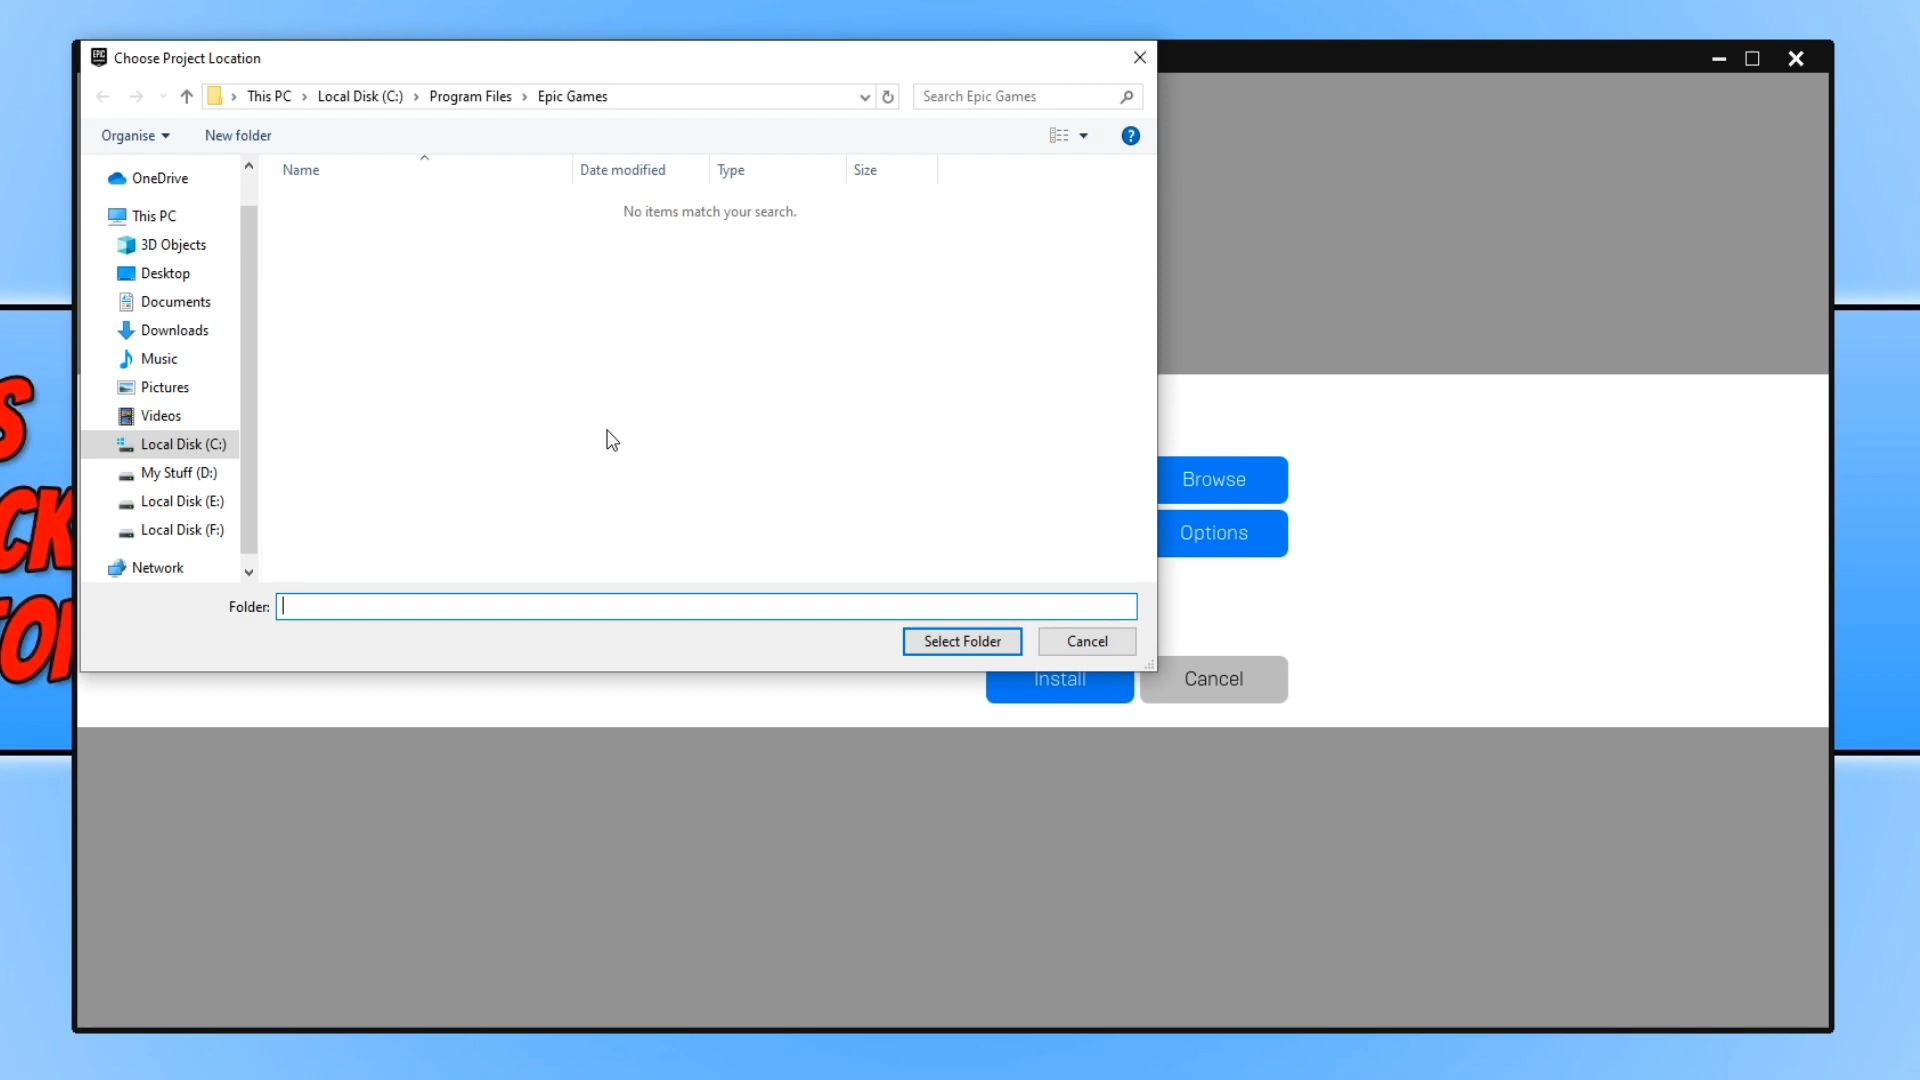 EPIC
Choose Project Location
This PC > Local Disk (C:) > Program Files > Epic Games
Search Epic Games
Organise
New folder
?
Name
Date modified
Type
Size
No items match your search.
OneDrive
This PC
3D Objects
Desktop
Documents
Downloads
Music
Pictures
Videos
Local Disk (C:)
My Stuff (D:)
Local Disk (E:)
Local Disk (F:)
Network
Folder:
Select Folder
Cancel
Browse
Options
Install
Cancel